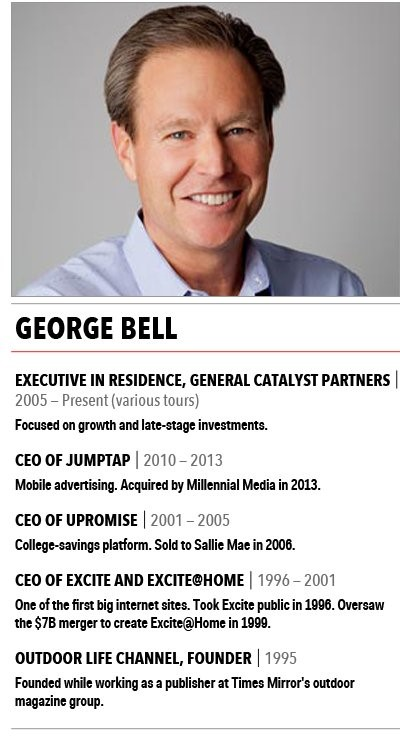 GEORGE BELL
EXECUTIVE IN RESIDENCE, GENERAL CATALYST PARTNERS |
2005 – Present (various tours)
Focused on growth and late-stage investments.
CEO OF JUMPTAP | 2010 – 2013
Mobile advertising. Acquired by Millennial Media in 2013.
CEO OF UPROMISE | 2001 – 2005
College-savings platform. Sold to Sallie Mae in 2006.
CEO OF EXCITE AND EXCITE@HOME | 1996 – 2001
One of the first big internet sites. Took Excite public in 1996. Oversaw
the $7B merger to create Excite@Home in 1999.
OUTDOOR LIFE CHANNEL, FOUNDER | 1995
Founded while working as a publisher at Times Mirror's outdoor
magazine group.